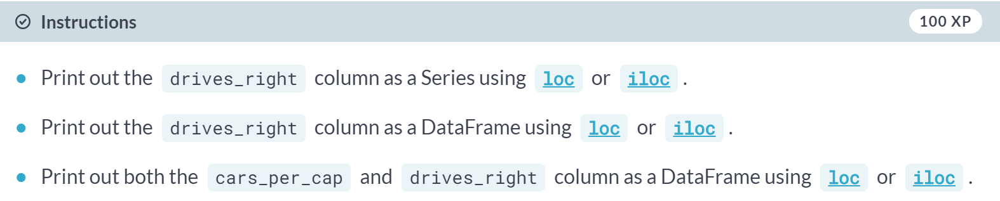 Instructions 100 XP
Print out the drives_right column as a Series using loc or iloc .
Print out the drives_right column as a DataFrame using loc or iloc .
Print out both the cars_per_cap and drives_right column as a DataFrame using loc or iloc .